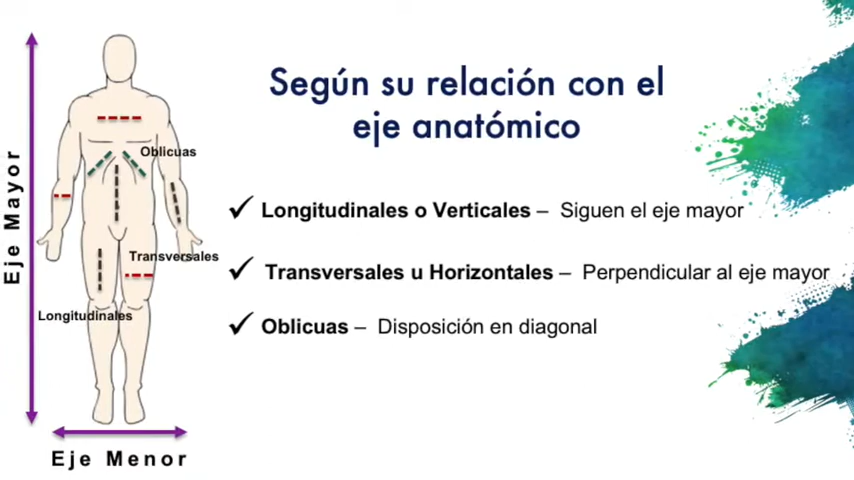 Según su relación con el
eje anatómico
Eje Mayor
Oblicuas
Transversales
Longitudinales
Eje Menor
Longitudinales o Verticales – Siguen el eje mayor
Transversales u Horizontales – Perpendicular al eje mayor
Oblicuas – Disposición en diagonal